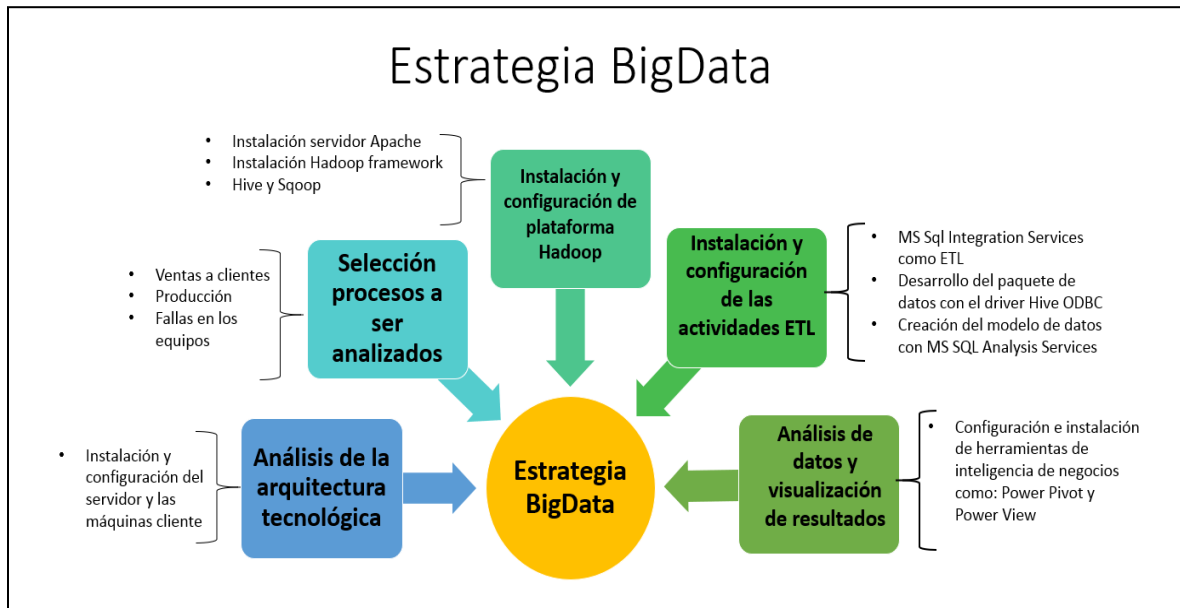 Estrategia BigData
• Instalación servidor Apache
• Instalación Hadoop framework
• Hive y Sqoop
Instalación y
configuración de
plataforma
Hadoop
• Ventas a clientes
• Producción
• Fallas en los
equipos
Selección
procesos a
ser
analizados
Instalación y
configuración
de las
actividades ETL
• MS Sql Integration Services
como ETL
• Desarrollo del paquete de
datos con el driver Hive ODBC
• Creación del modelo de datos
con MS SQL Analysis Services
• Instalación y
configuración del
servidor y las
máquinas cliente
Análisis de la
arquitectura
tecnológica
Estrategia
BigData
Análisis de
datos y
visualización
de resultados
• Configuración e instalación
de herramientas de
inteligencia de negocios
como: Power Pivot y
Power View